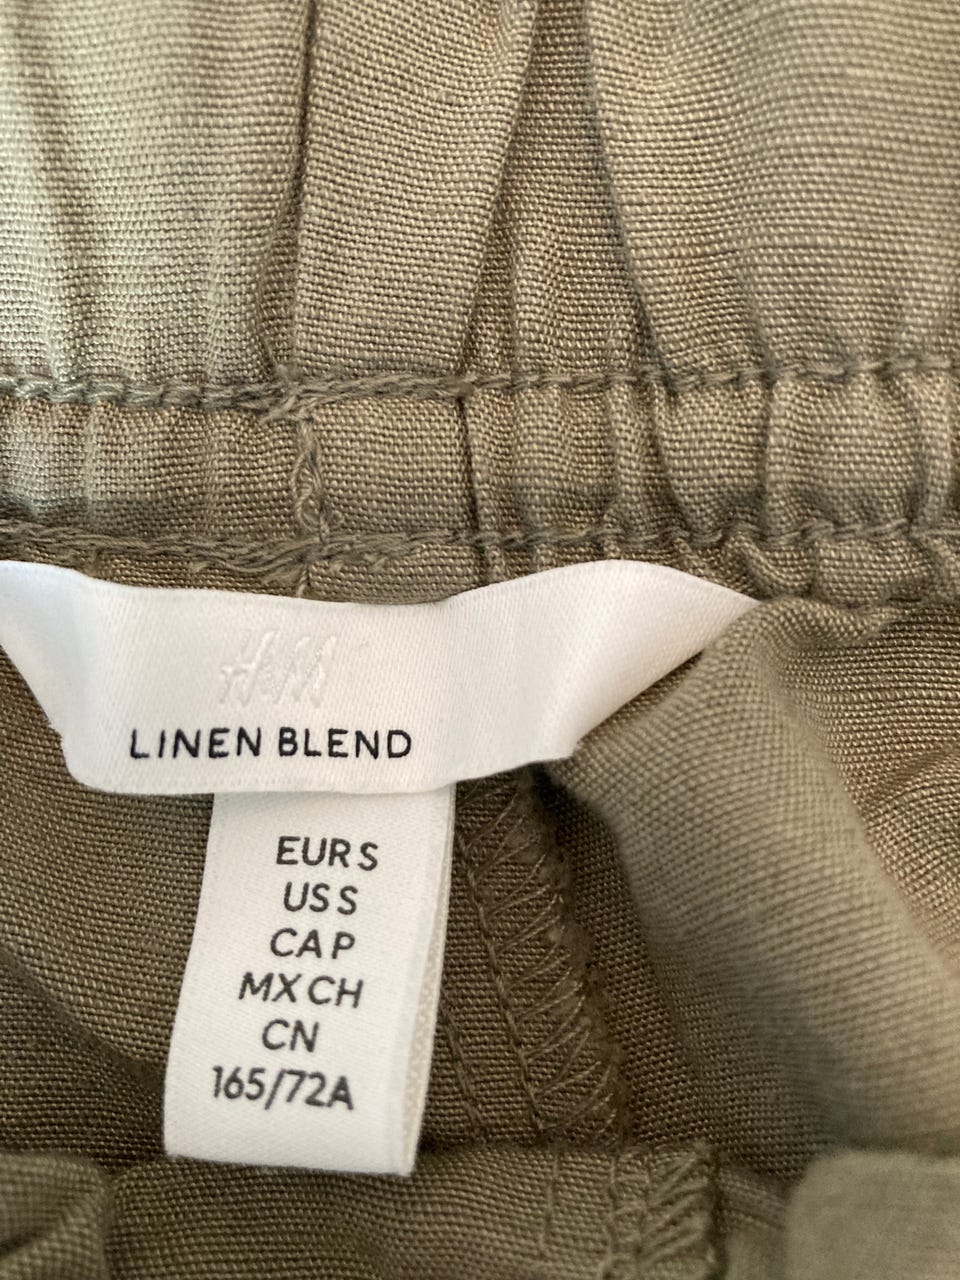 H&M
LINEN BLEND
EUR S
US S
CA P
MX CH
CN
165/72A